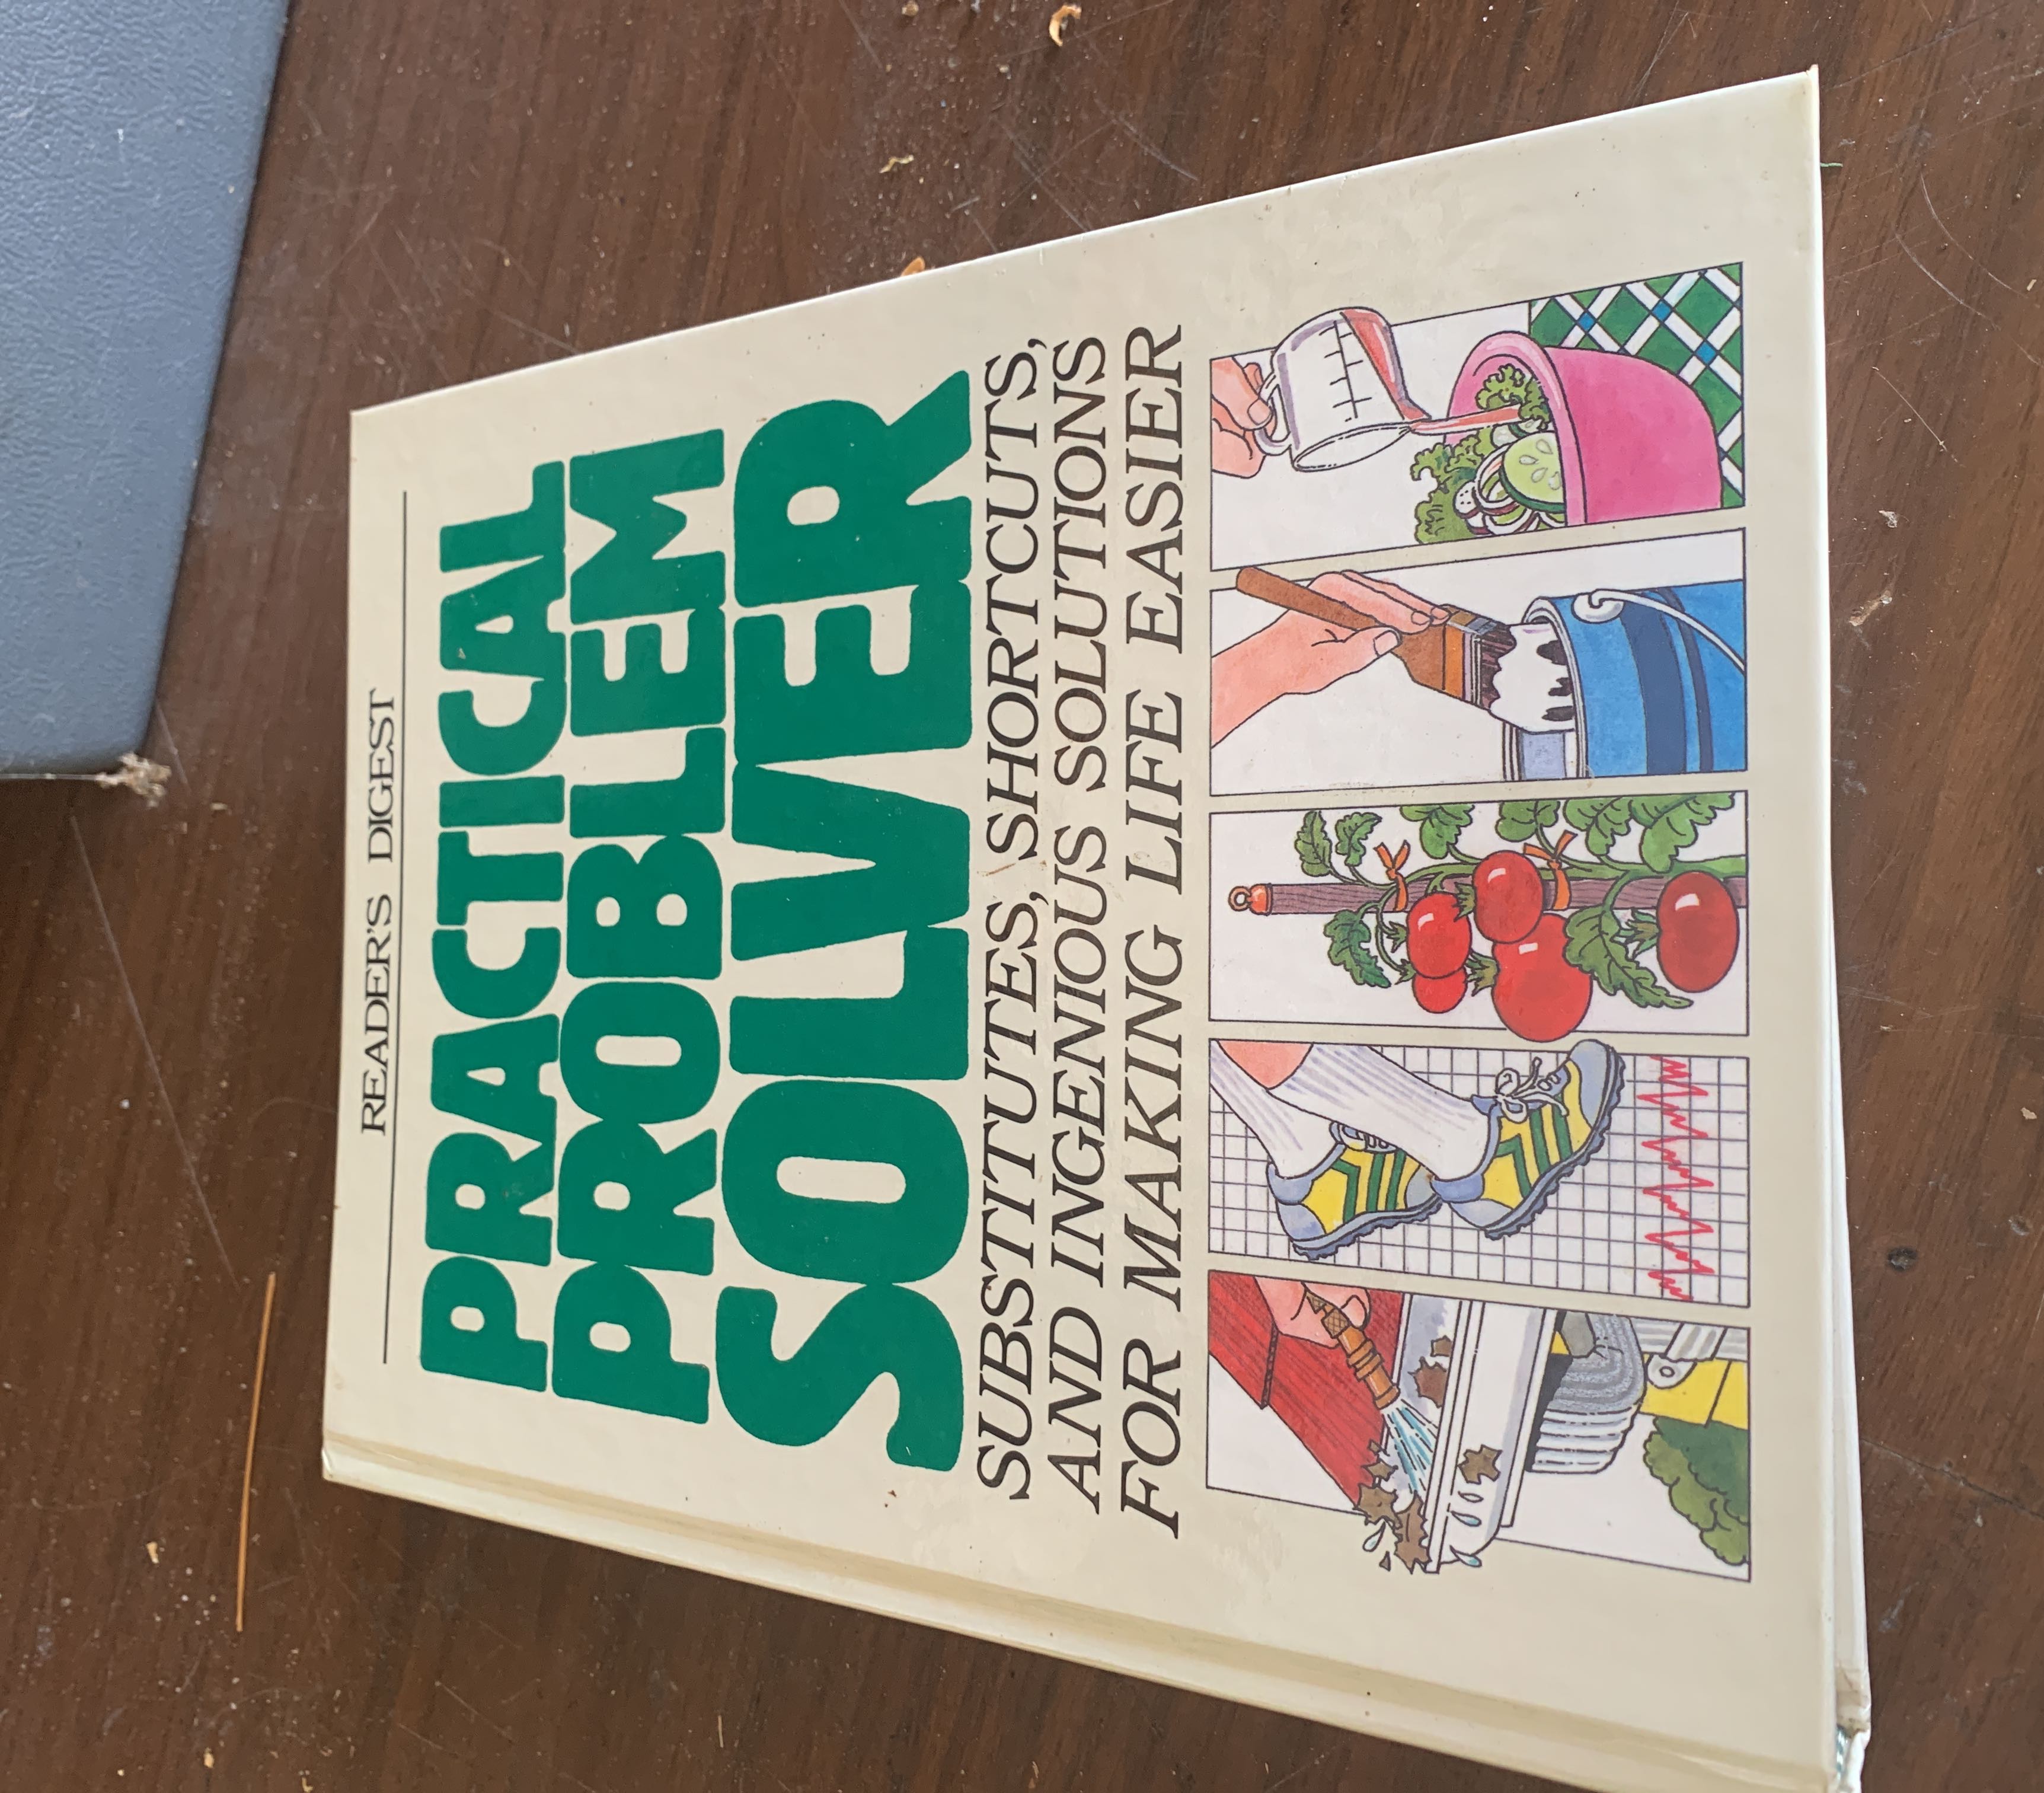 READER'S DIGEST
PRACTICAL
PROBLEM
SOLVER
SUBSTITUTES, SHORTCUTS,
AND INGENIOUS SOLUTIONS
FOR MAKING LIFE EASIER